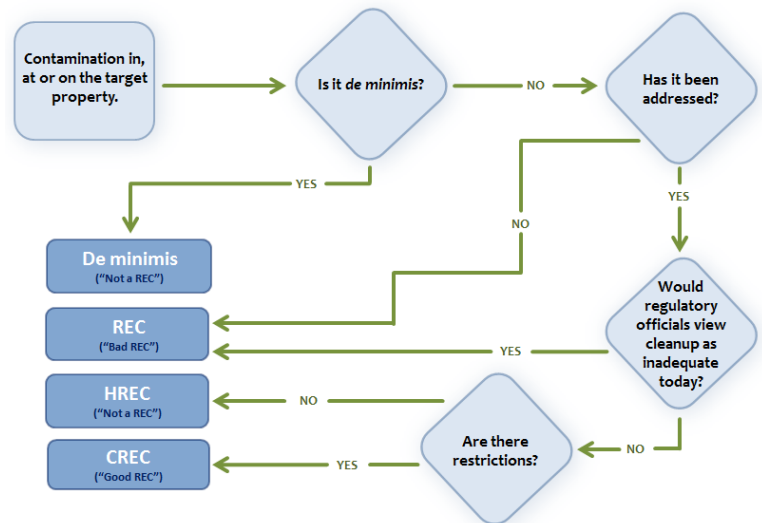 Contamination in,
at or on the target
property.
Is it de minimis?
NO
Has it been
addressed?
YES
NO
YES
De minimis
("Not a REC")
REC
("Bad REC")
Would
regulatory
officials view
cleanup as
inadequate
today?
YES
HREC
("Not a REC")
NO
Are there
restrictions?
NO
CREC
("Good REC")
YES